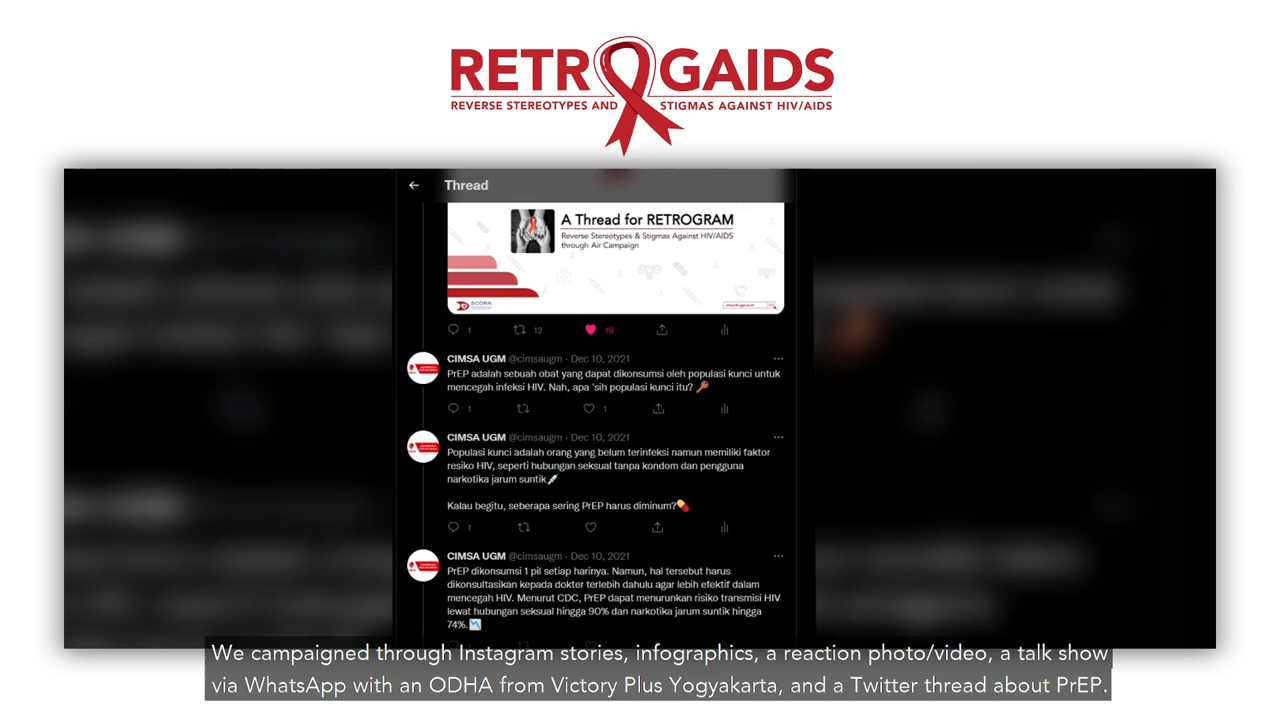 RETROGAIDS
REVERSE STEREOTYPES AND STIGMAS AGAINST HIV/AIDS
Thread
A Thread for RETROGRAM
Reverse Stereotypes & Stigmas Against HIV/AIDS
through Air Campaign
SCORA
1 12 19
CIMSA UGM @cimsaugm · Dec 10, 2021
PrEP adalah sebuah obat yang dapat dikonsumsi oleh populasi kunci untuk
mencegah infeksi HIV. Nah, apa 'sih populasi kunci itu? 🔑
1 1
CIMSA UGM @cimsaugm · Dec 10, 2021
Populasi kunci adalah orang yang belum terinfeksi namun memiliki faktor
resiko HIV, seperti hubungan seksual tanpa kondom dan pengguna
narkotika jarum suntik💉
Kalau begitu, seberapa sering PrEP harus diminum?💊
1
CIMSA UGM @cimsaugm · Dec 10, 2021
PrEP dikonsumsi 1 pil setiap harinya. Namun, hal tersebut harus
dikonsultasikan kepada dokter terlebih dahulu agar lebih efektif dalam
mencegah HIV. Menurut CDC, PrEP dapat menurunkan risiko transmisi HIV
lewat hubungan seksual hingga 90% dan narkotika jarum suntik hingga
74%.📉
We campaigned through Instagram stories, infographics, a reaction photo/video, a talk show
via WhatsApp with an ODHA from Victory Plus Yogyakarta, and a Twitter thread about PrEP.